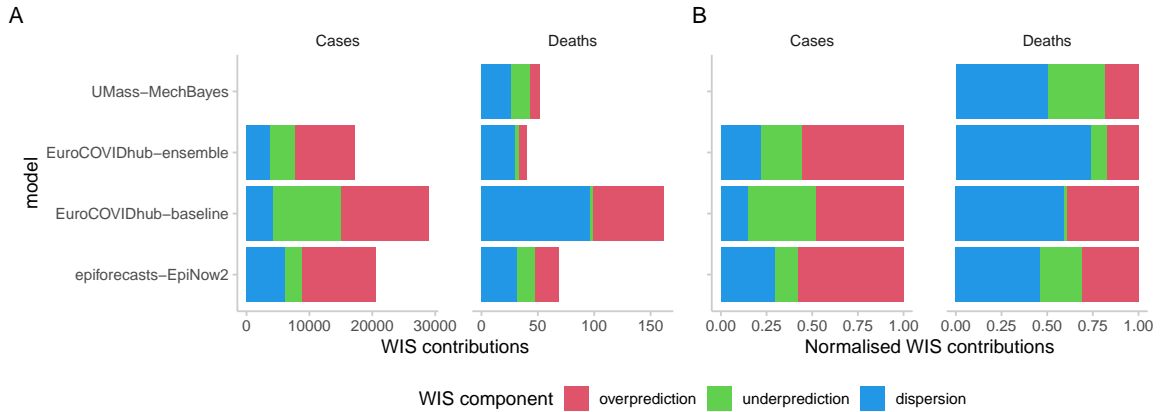 A
B
Cases
Deaths
Cases
Deaths
model
UMass−MechBayes
EuroCOVIDhub−ensemble
EuroCOVIDhub−baseline
epiforecasts−EpiNow2
0 10000 20000 30000
0 50 100 150
0.00 0.25 0.50 0.75 1.00
0.00 0.25 0.50 0.75 1.00
WIS contributions
Normalised WIS contributions
WIS component overprediction underprediction dispersion